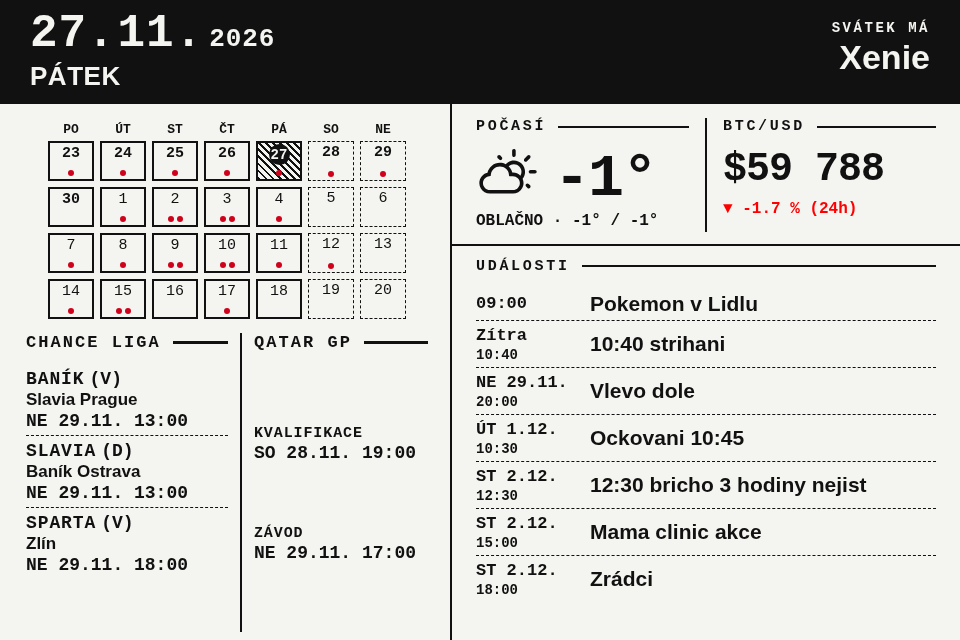 27.11. 2026
PÁTEK
SVÁTEK MÁ
Xenie
PO ÚT ST ČT PÁ SO NE
23 24 25 26 27 28 29
30 1 2 3 4 5 6
7 8 9 10 11 12 13
14 15 16 17 18 19 20
CHANCE LIGA
BANÍK (V)
Slavia Prague
NE 29.11. 13:00
SLAVIA (D)
Baník Ostrava
NE 29.11. 13:00
SPARTA (V)
Zlín
NE 29.11. 18:00
QATAR GP
KVALIFIKACE
SO 28.11. 19:00
ZÁVOD
NE 29.11. 17:00
POČASÍ
-1°
OBLAČNO · -1° / -1°
BTC/USD
$59 788
▼ -1.7 % (24h)
UDÁLOSTI
09:00 Pokemon v Lidlu
Zítra
10:40 10:40 strihani
NE 29.11.
20:00 Vlevo dole
ÚT 1.12.
10:30 Ockovani 10:45
ST 2.12.
12:30 12:30 bricho 3 hodiny nejist
ST 2.12.
15:00 Mama clinic akce
ST 2.12.
18:00 Zrádci